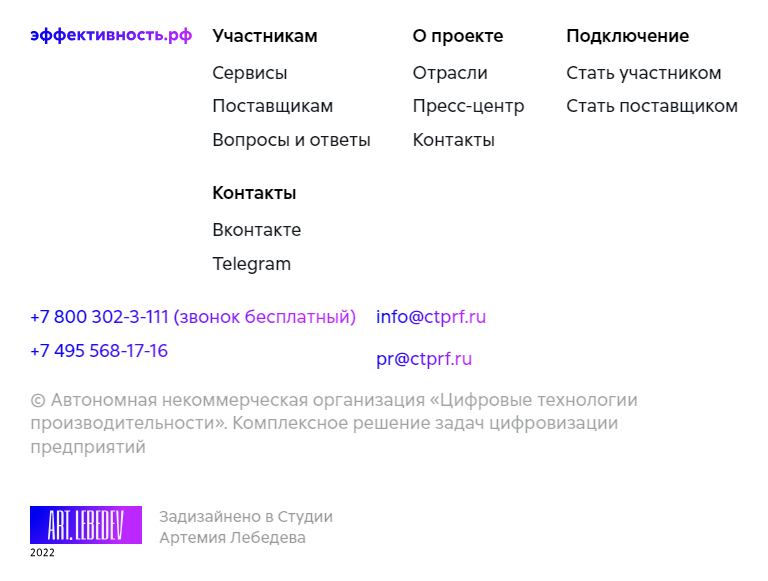 эффективность.рф
Участникам
Сервисы
Поставщикам
Вопросы и ответы
О проекте
Отрасли
Пресс-центр
Контакты
Подключение
Стать участником
Стать поставщиком
Контакты
Вконтакте
Telegram
+7 800 302-3-111 (звонок бесплатный)
+7 495 568-17-16
info@ctprf.ru
pr@ctprf.ru
© Автономная некоммерческая организация «Цифровые технологии
производительности». Комплексное решение задач цифровизации
предприятий
ART. LEBEDEV
2022
Задизайнено в Студии
Артемия Лебедева